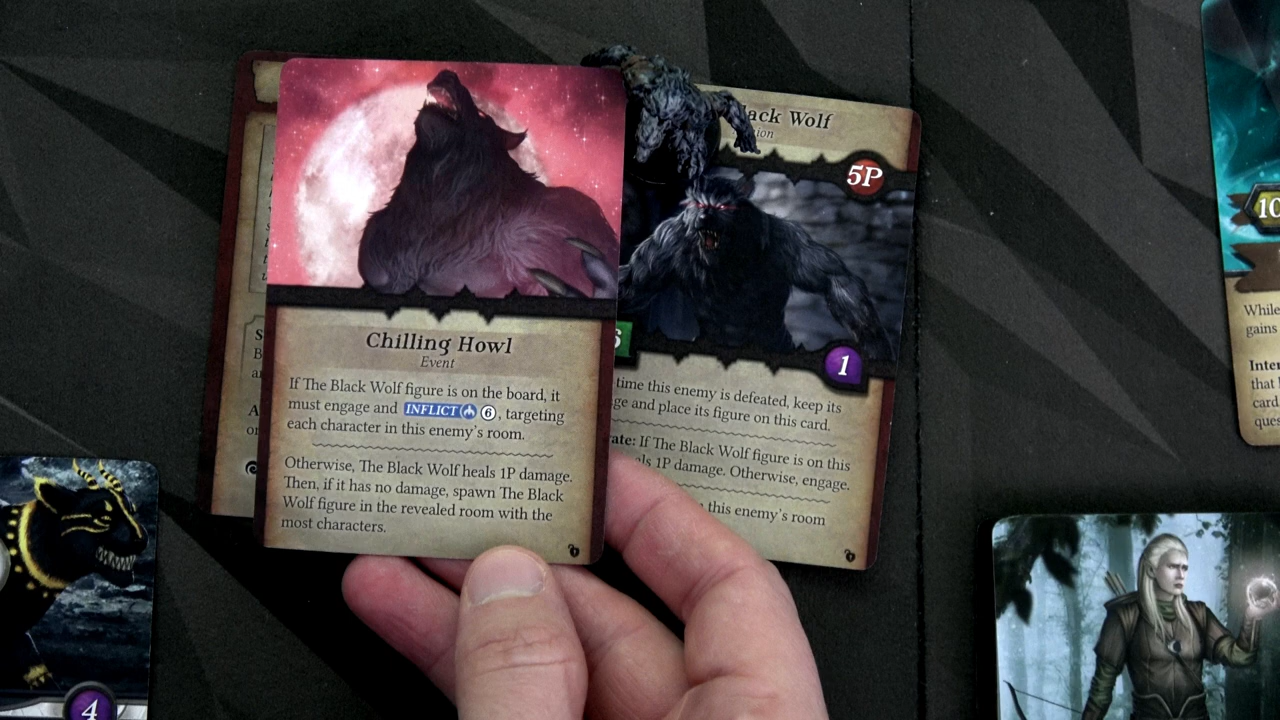 Chilling Howl
Event
If The Black Wolf figure is on the board, it
must engage and INFLICT 6, targeting
each character in this enemy's room.
Otherwise, The Black Wolf heals 1P damage.
Then, if it has no damage, spawn The Black
Wolf figure in the revealed room with the
most characters.
ack Wolf
ion
5P
6
1
time this enemy is defeated, keep its
ge and place its figure on this card.
ate: If The Black Wolf figure is on this
als 1P damage. Otherwise, engage.
this enemy's room
4
10
While
gains
Inter
that
card
ques